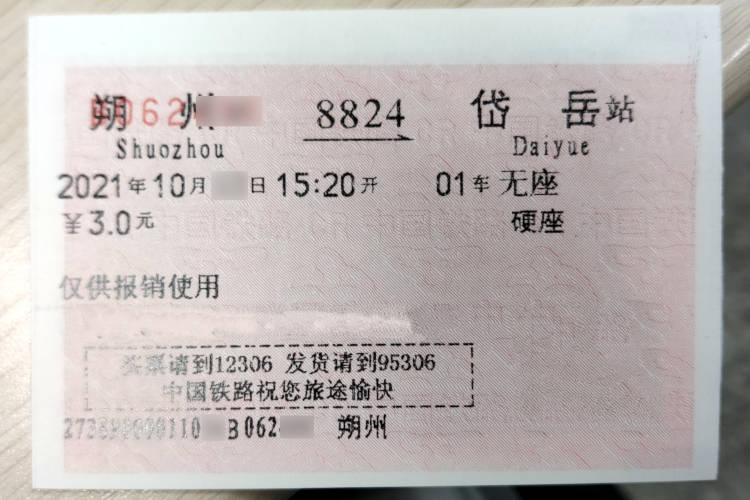 朔州 8824 岱岳站
Shuozhou Daiyue
2021年10月 日 15:20开 01车 无座
¥3.0元 硬座
仅供报销使用
买票请到12306 发货请到95306
中国铁路祝您旅途愉快
B062 朔州